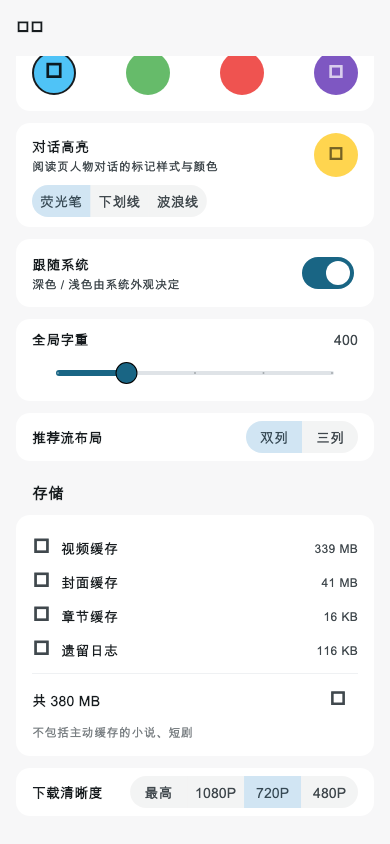 对话高亮
阅读页人物对话的标记样式与颜色
荧光笔 下划线 波浪线
跟随系统
深色 / 浅色由系统外观决定
全局字重 400
推荐流布局 双列 三列
存储
视频缓存 339 MB
封面缓存 41 MB
章节缓存 16 KB
遗留日志 116 KB
共 380 MB
不包括主动缓存的小说、短剧
下载清晰度 最高 1080P 720P 480P